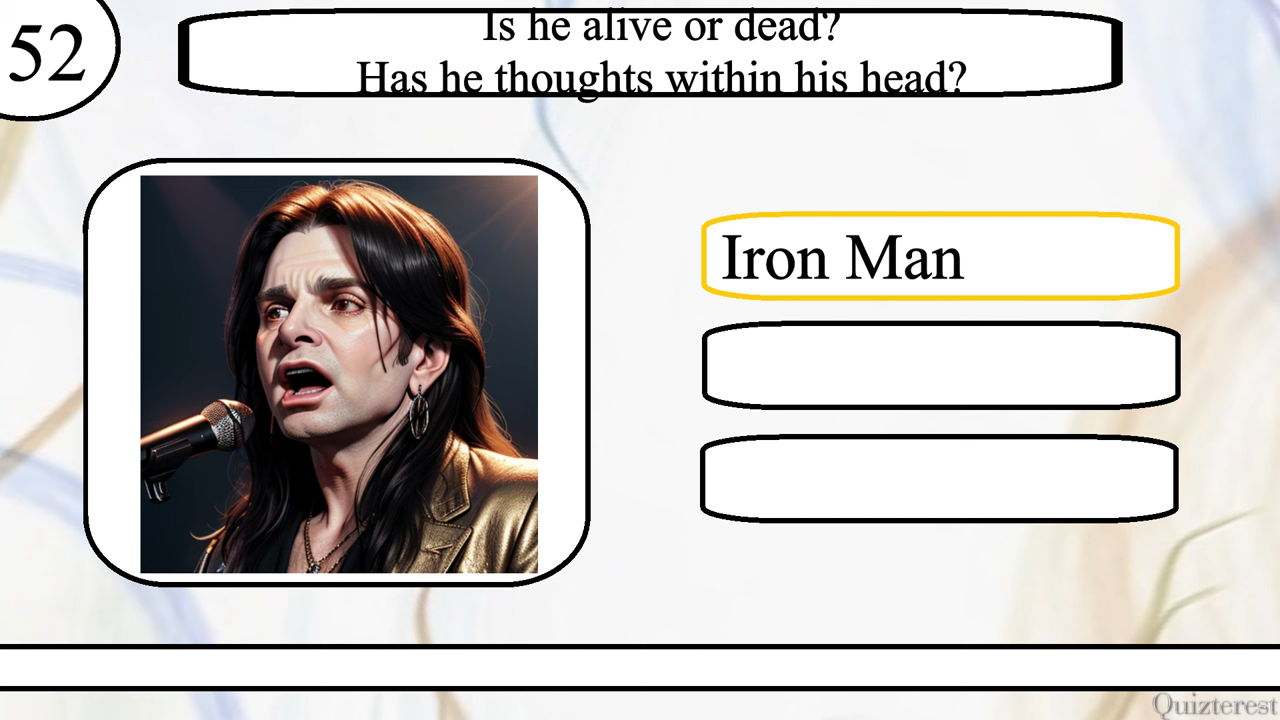 52
Is he alive or dead?
Has he thoughts within his head?
Iron Man
Quizterest